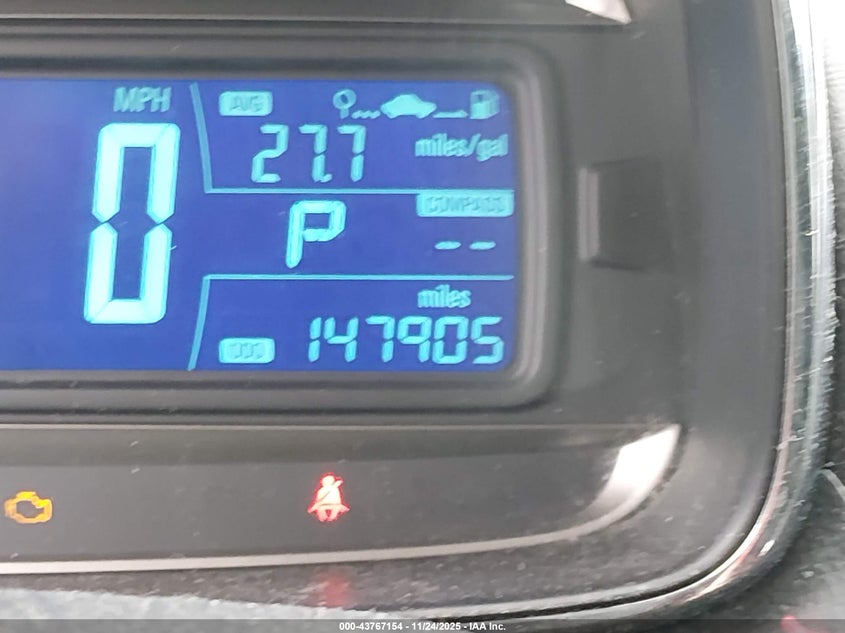 MPH
AVG
27.7
miles/gal
0
P
COMPASS
--
miles
ODO
147905
000-43767154 - 11/24/2025 - IAA Inc.